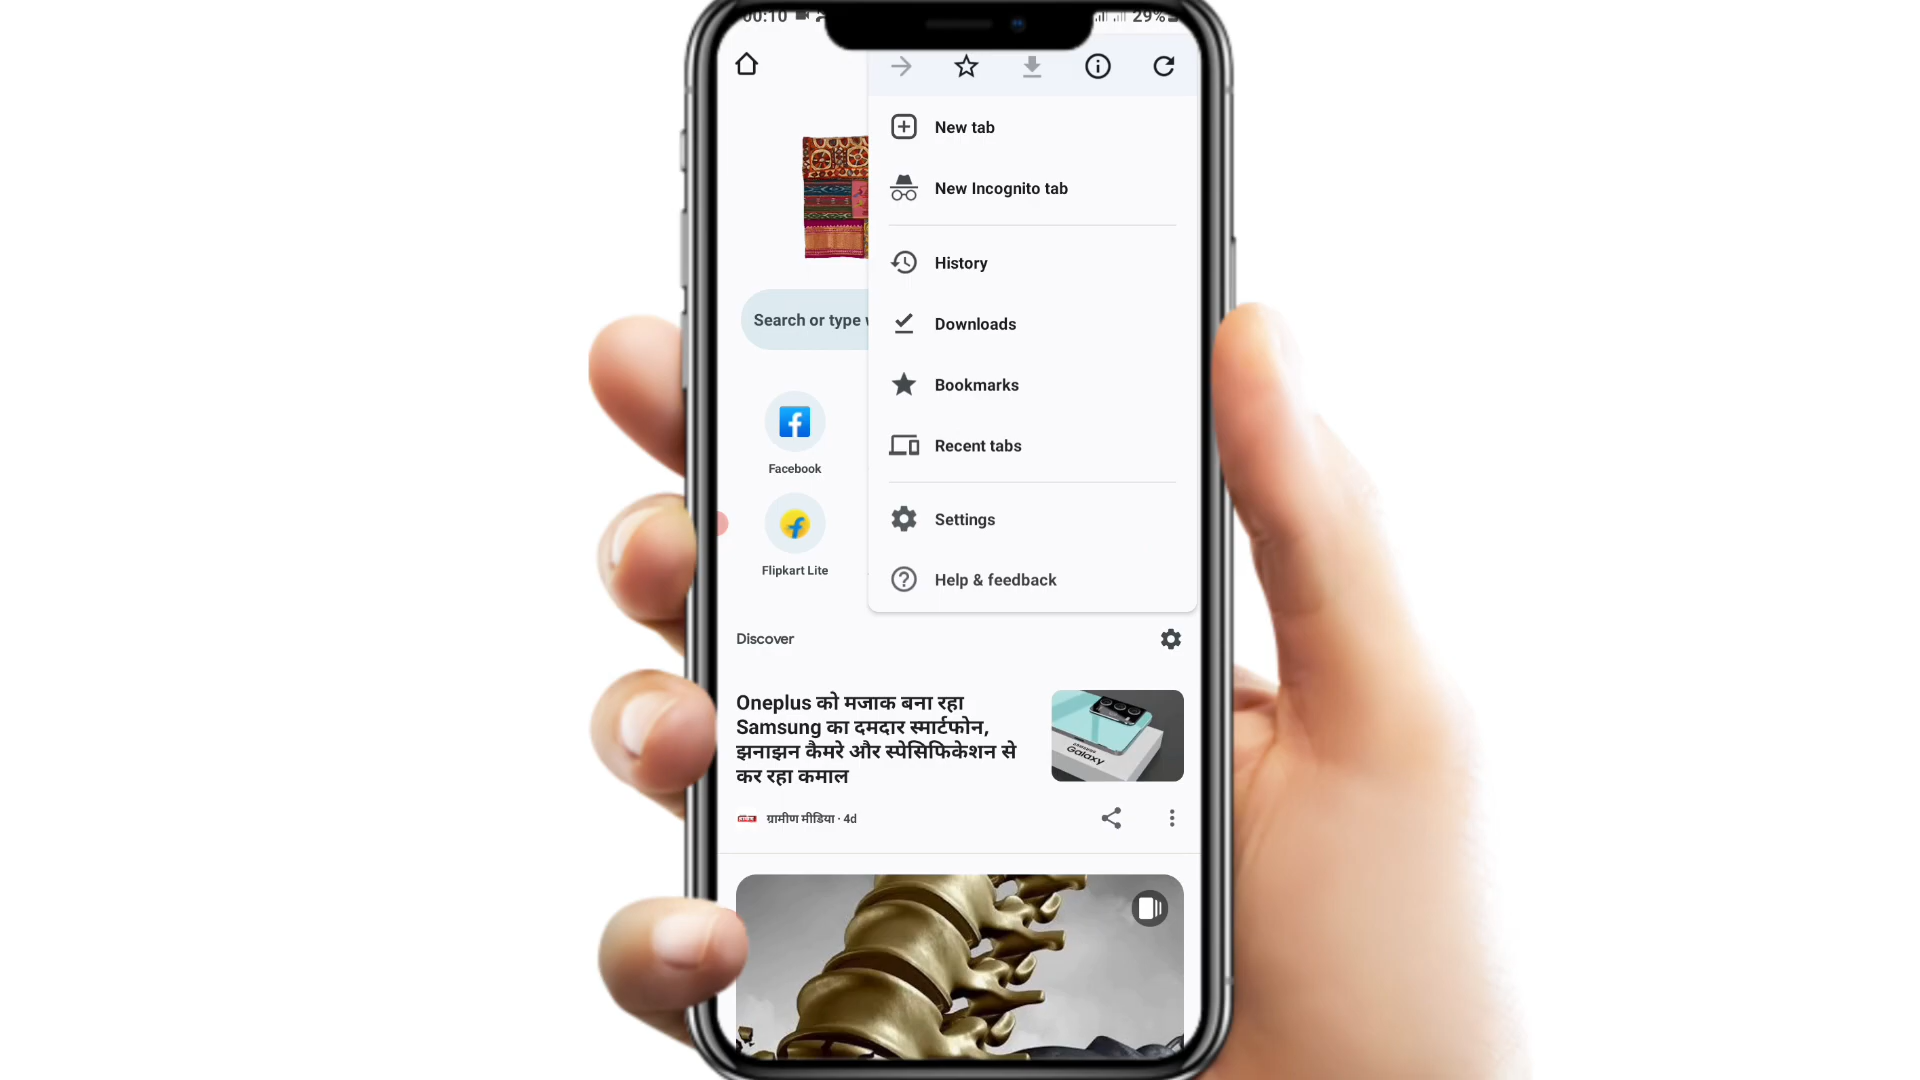 00:10
29%
New tab
New Incognito tab
History
Downloads
Search or type
Bookmarks
Recent tabs
Facebook
Settings
Flipkart Lite
Help & feedback
Discover
Oneplus को मजाक बना रहा
Samsung का दमदार स्मार्टफोन,
झनाझन कैमरे और स्पेसिफिकेशन से
कर रहा कमाल
SAMSUNG
Galaxy
ग्रामीण मीडिया · 4d